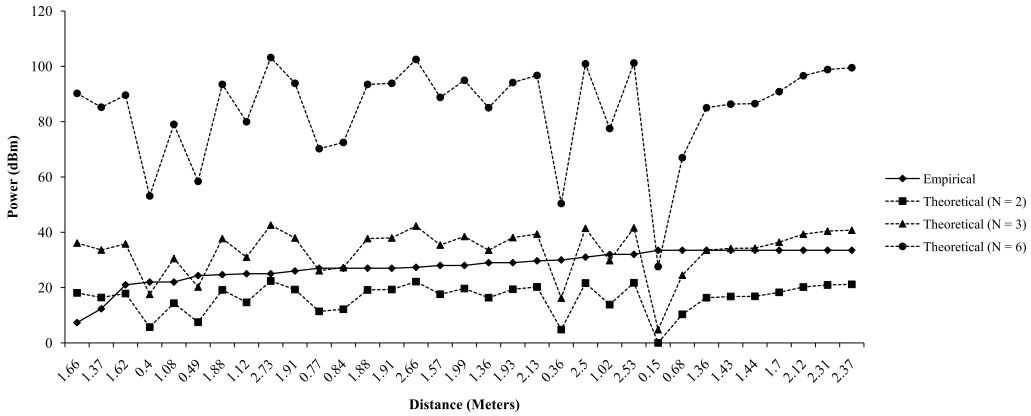 120
100
80
60
40
20
0
Power (dBm)
1.66 1.37 1.62 0.4 1.08 0.49 1.88 1.12 2.73 1.91 0.77 0.84 1.88 1.91 2.66 1.57 1.99 1.36 1.93 2.13 0.36 2.5 1.02 2.53 0.15 0.68 1.36 1.43 1.44 1.7 2.12 2.31 2.37
Distance (Meters)
Empirical
Theoretical (N = 2)
Theoretical (N = 3)
Theoretical (N = 6)